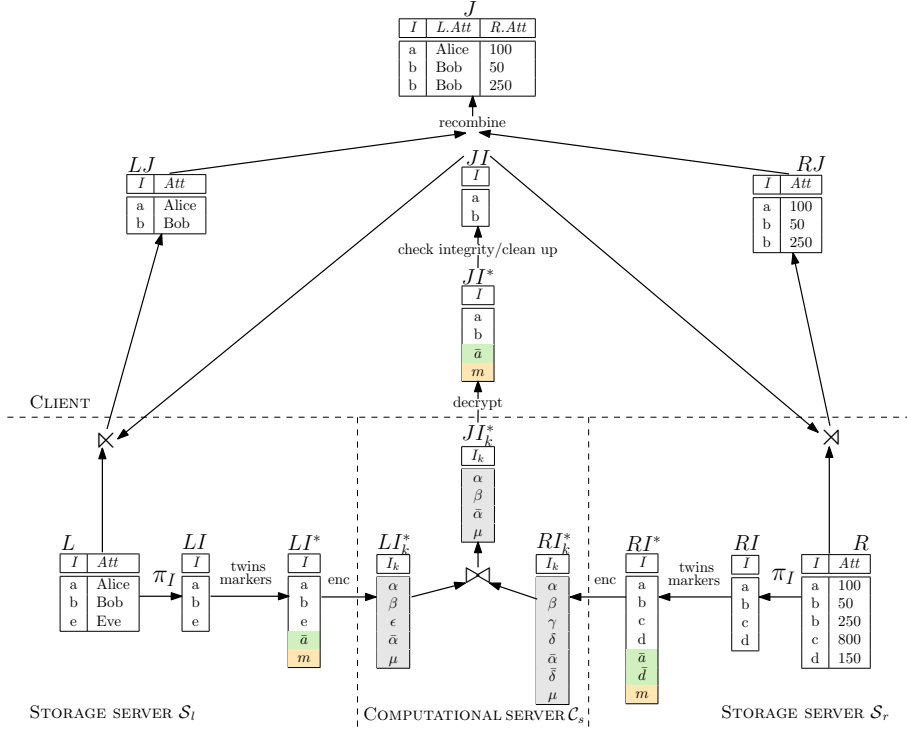 J
I L.Att R.Att
a Alice 100
b Bob 50
b Bob 250
recombine
LJ
I Att
a Alice
b Bob
JI
I
a
b
RJ
I Att
a 100
b 50
b 250
check integrity/clean up
JI*
I
a
b
ā
m
CLIENT
decrypt
JI*ₖ
Iₖ
α
β
ᾱ
μ
L
I Att
a Alice
b Bob
e Eve
π_I
LI
I
a
b
e
twins
markers
LI*
I
a
b
e
ā
m
enc
LI*ₖ
Iₖ
α
β
ϵ
ᾱ
μ
RI*ₖ
Iₖ
α
β
γ
δ
ᾱ
δ̄
μ
enc
RI*
I
a
b
c
d
ā
d̄
m
twins
markers
RI
I
a
b
c
d
π_I
R
I Att
a 100
b 50
b 250
c 800
d 150
STORAGE SERVER 𝒮ₗ
COMPUTATIONAL SERVER 𝒞ₛ
STORAGE SERVER 𝒮ᵣ